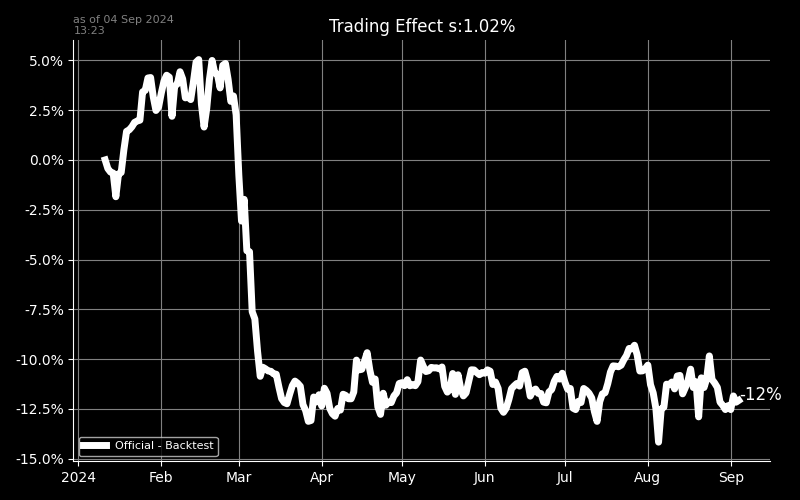 as of 04 Sep 2024
13:23
Trading Effect s:1.02%
5.0%
2.5%
0.0%
-2.5%
-5.0%
-7.5%
-10.0%
-12.5%
-15.0%
-12%
Official - Backtest
2024 Feb Mar Apr May Jun Jul Aug Sep